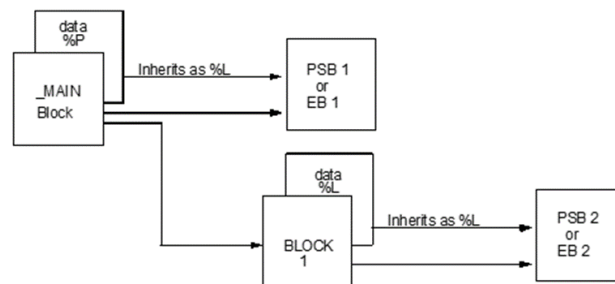 data
%P
_MAIN
Block
Inherits as %L
PSB 1
or
EB 1
data
%L
BLOCK
1
Inherits as %L
PSB 2
or
EB 2